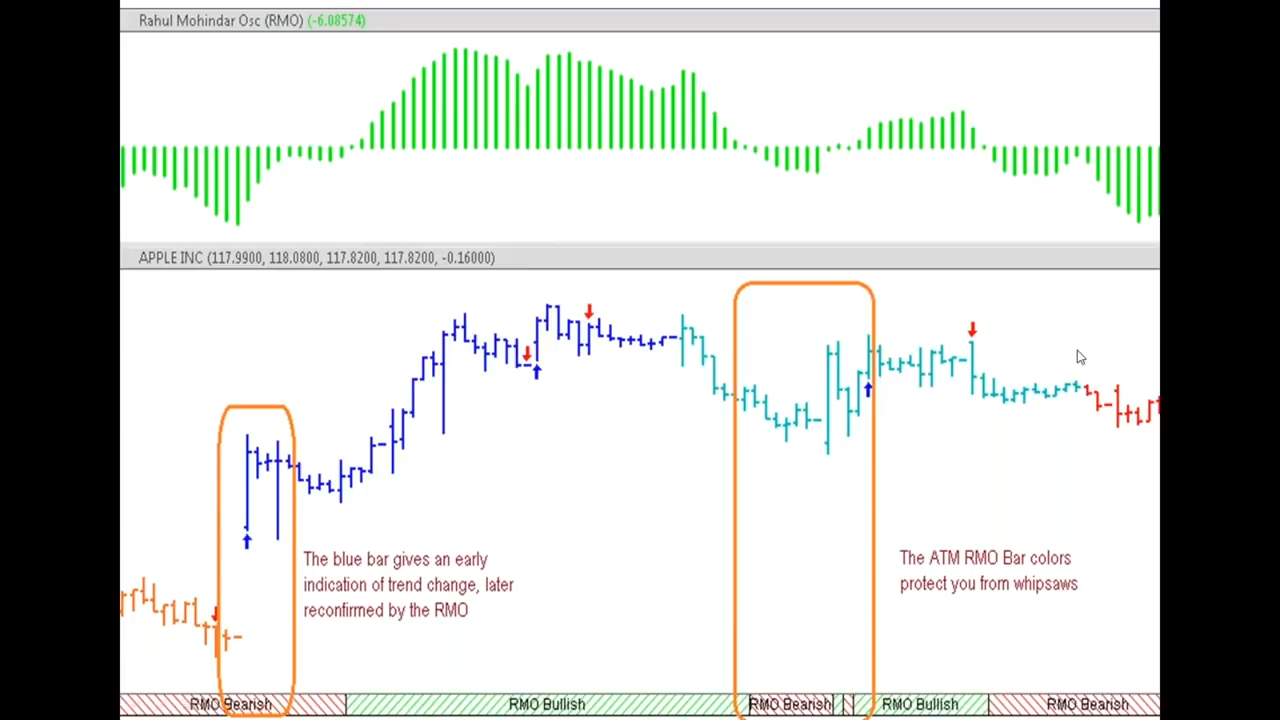 Rahul Mohindar Osc (RMO) (-6.08574)
APPLE INC (117.9900, 118.0800, 117.8200, 117.8200, -0.16000)
The blue bar gives an early
indication of trend change, later
reconfirmed by the RMO
The ATM RMO Bar colors
protect you from whipsaws
RMO Bearish
RMO Bullish
RMO Bearish
RMO Bullish
RMO Bearish